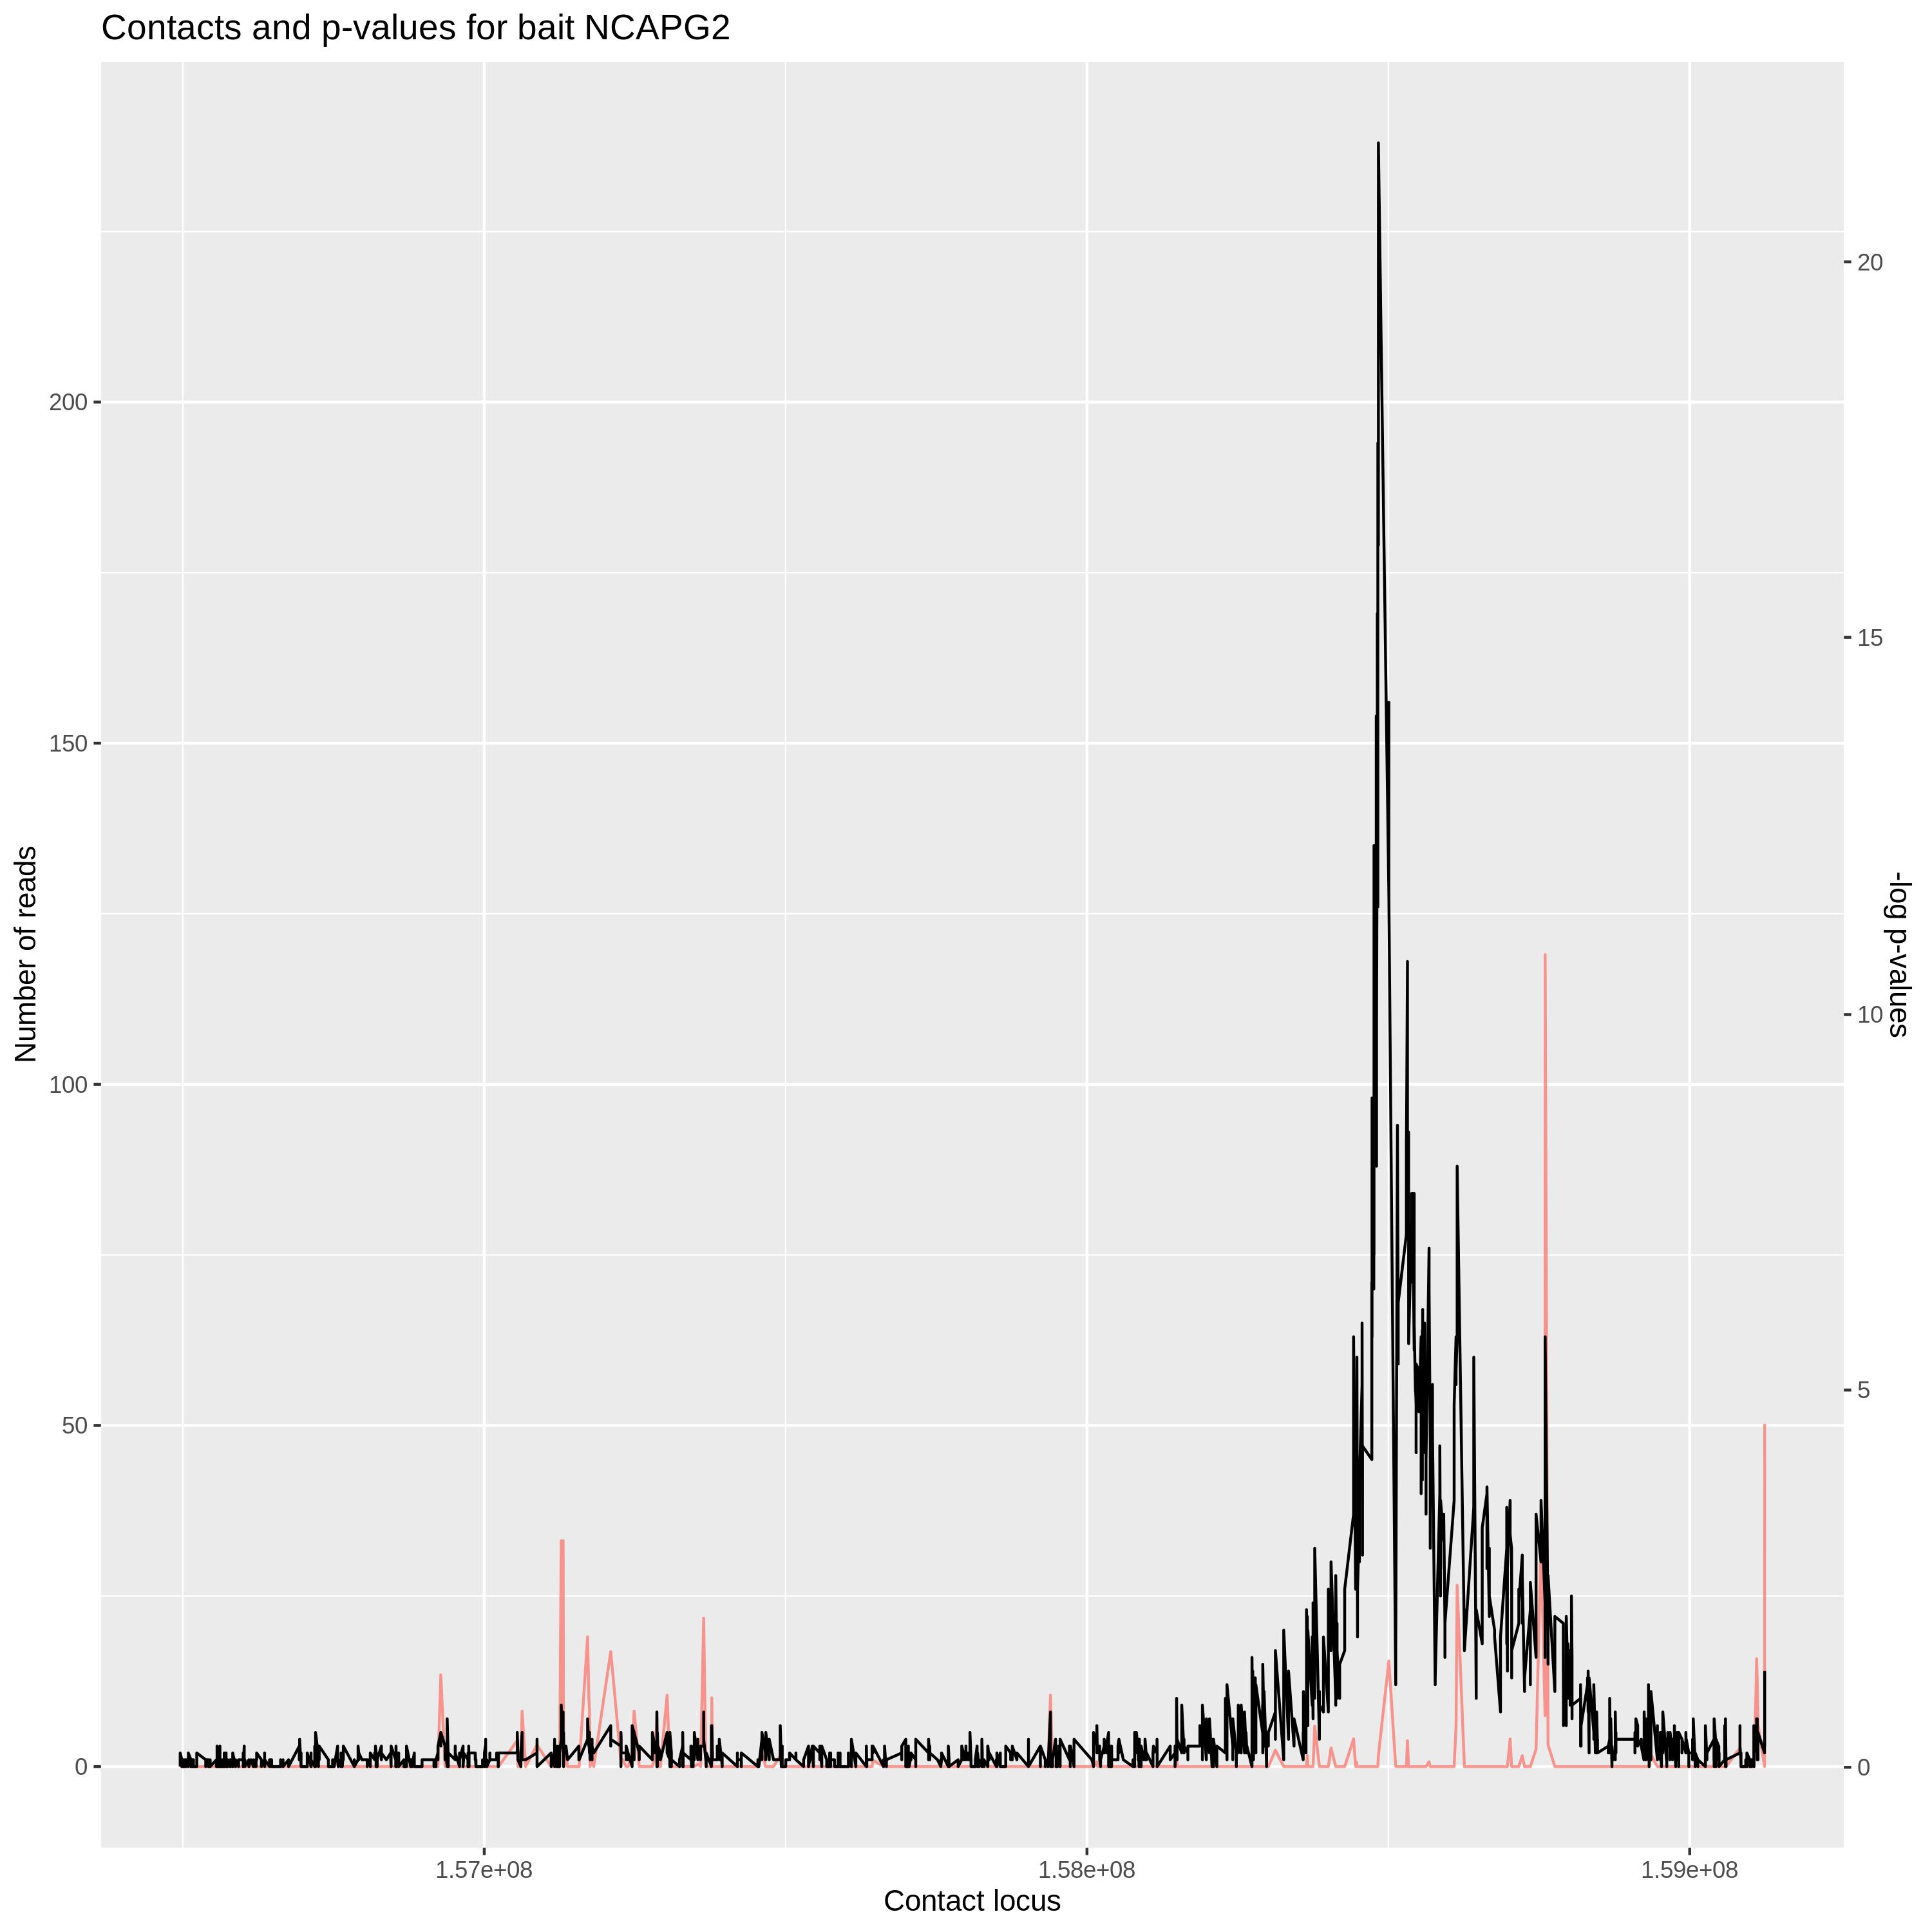 Contacts and p-values for bait NCAPG2
Number of reads
200
150
100
50
0
20
15
10
5
0
-log p-values
1.57e+08
1.58e+08
1.59e+08
Contact locus